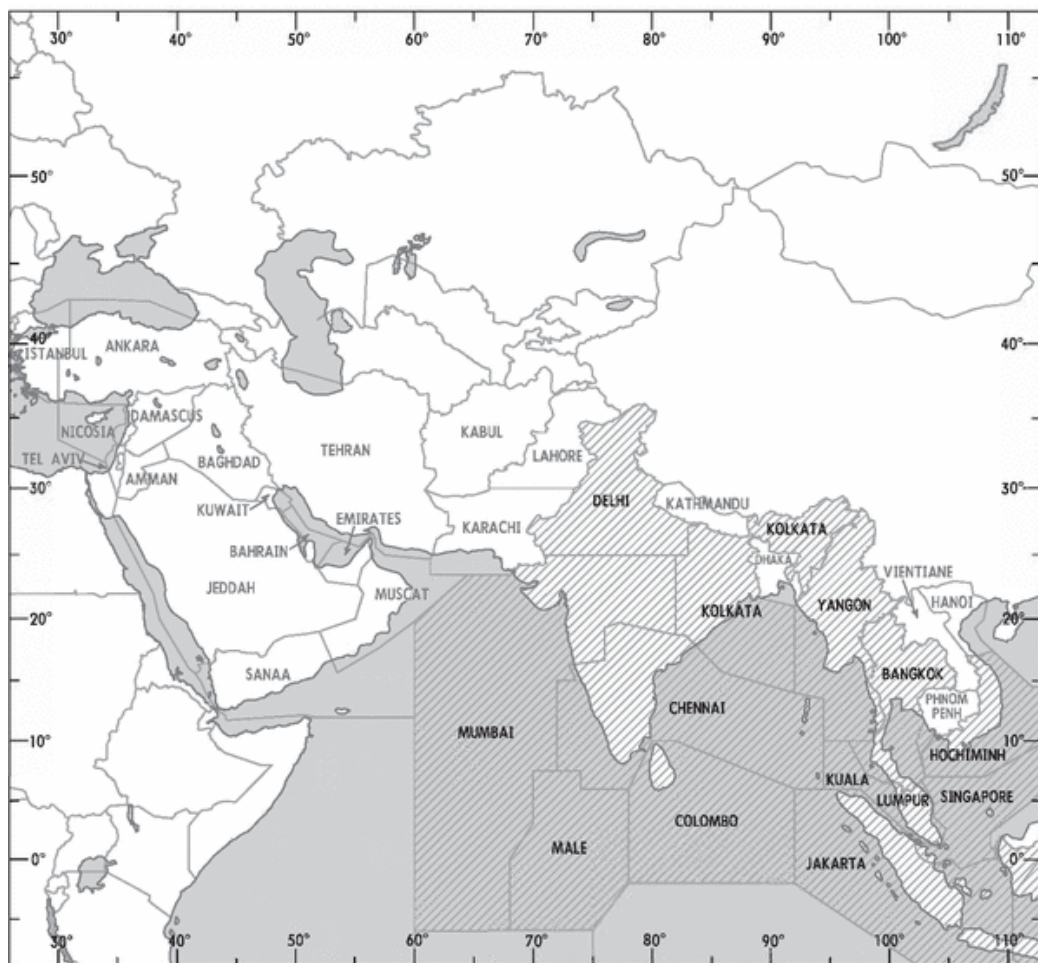 30° 40° 50° 60° 70° 80° 90° 100° 110°
50° 50°
40° 40°
ISTANBUL ANKARA
DAMASCUS
NICOSIA
KABUL
TEHRAN
LAHORE
TEL AVIV
BAGHDAD
AMMAN
30° 30°
DELHI
KATHMANDU
KUWAIT
EMIRATES
KARACHI
KOLKATA
BAHRAIN
DHAKA
VIENTIANE
JEDDAH
MUSCAT
HANOI
KOLKATA
YANGON
20° 20°
SANAA
BANGKOK
PHNOM
PENH
CHENNAI
MUMBAI
10° 10°
HOCHIMINH
KUALA
LUMPUR
SINGAPORE
COLOMBO
MALE
0° 0°
JAKARTA
30° 40° 50° 60° 70° 80° 90° 100° 110°